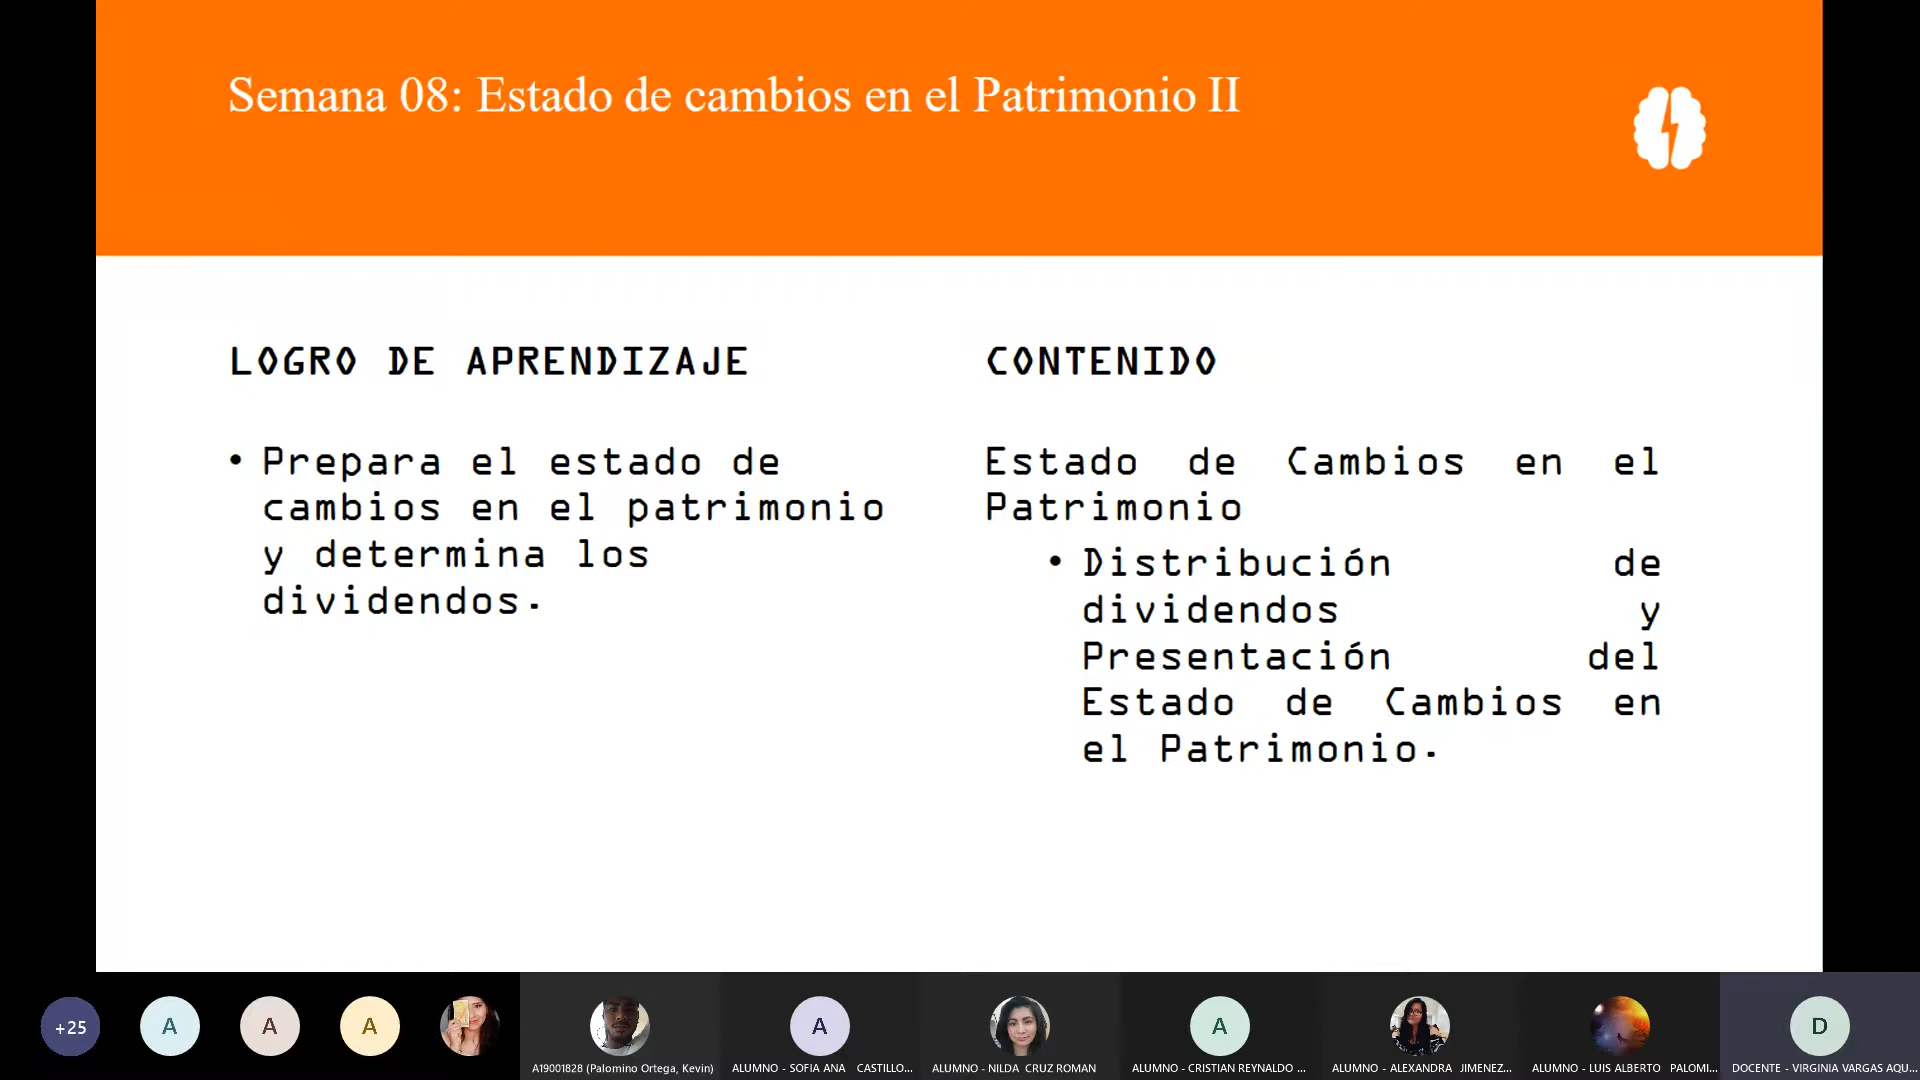 Semana 08: Estado de cambios en el Patrimonio II
LOGRO DE APRENDIZAJE
• Prepara el estado de
cambios en el patrimonio
y determina los
dividendos.
CONTENIDO
Estado de Cambios en el
Patrimonio
• Distribución de
dividendos y
Presentación del
Estado de Cambios en
el Patrimonio.
+25
A
A
A
A
A
D
A19001828 (Palomino Ortega, Kevin)
ALUMNO - SOFIA ANA CASTILLO...
ALUMNO - NILDA CRUZ ROMAN
ALUMNO - CRISTIAN REYNALDO ...
ALUMNO - ALEXANDRA JIMENEZ...
ALUMNO - LUIS ALBERTO PALOMI...
DOCENTE - VIRGINIA VARGAS AQU...